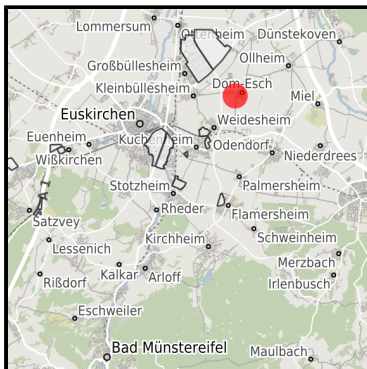 Lommersum
Ottenheim
Dünstekoven
Ollheim
Großbüllesheim
Kleinbüllesheim
Dom-Esch
Miel
Euskirchen
Weidesheim
Euenheim
Kuchenheim
Odendorf
Wißkirchen
Niederdrees
Stotzheim
Palmersheim
Satzvey
Rheder
Flamersheim
Lessenich
Kirchheim
Schweinheim
Merzbach
Rißdorf
Kalkar
Arloff
Irlenbusch
Eschweiler
Bad Münstereifel
Maulbach